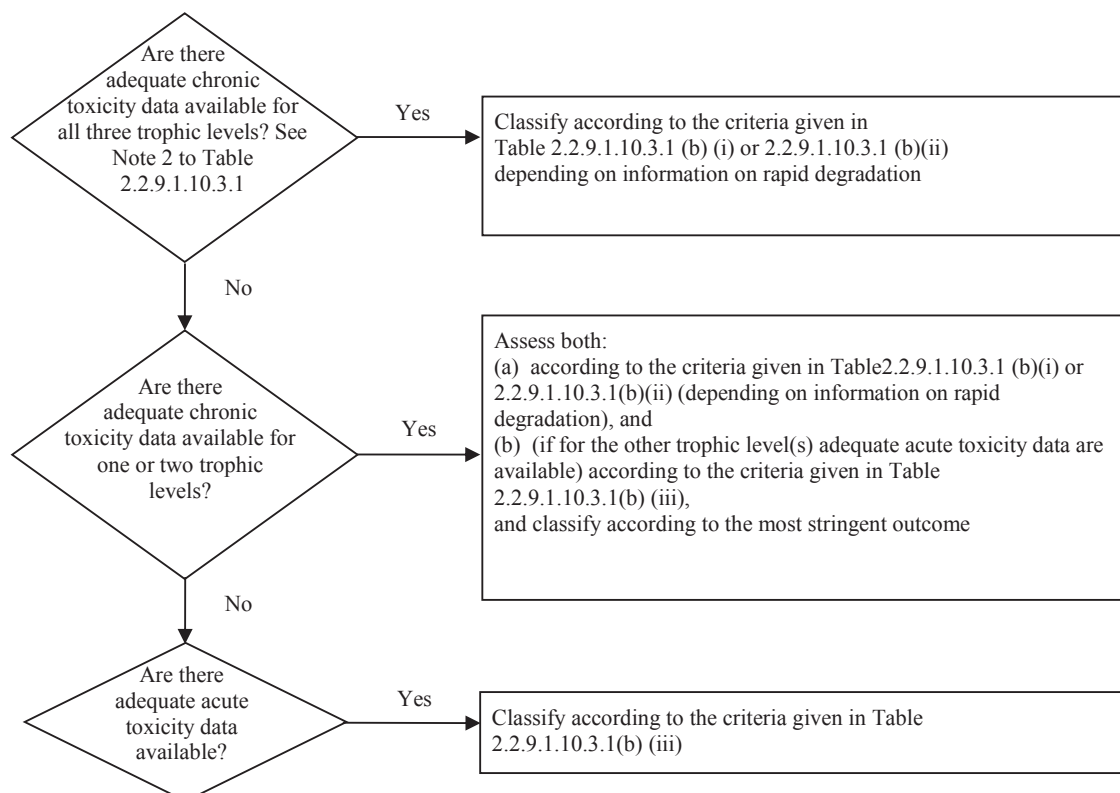 Are there
adequate chronic
toxicity data available for
all three trophic levels? See
Note 2 to Table
2.2.9.1.10.3.1
Yes
Classify according to the criteria given in
Table 2.2.9.1.10.3.1 (b) (i) or 2.2.9.1.10.3.1 (b)(ii)
depending on information on rapid degradation
No
Are there
adequate chronic
toxicity data available for
one or two trophic
levels?
Yes
Assess both:
(a) according to the criteria given in Table2.2.9.1.10.3.1 (b)(i) or
2.2.9.1.10.3.1(b)(ii) (depending on information on rapid
degradation), and
(b) (if for the other trophic level(s) adequate acute toxicity data are
available) according to the criteria given in Table
2.2.9.1.10.3.1(b) (iii),
and classify according to the most stringent outcome
No
Are there
adequate acute
toxicity data
available?
Yes
Classify according to the criteria given in Table
2.2.9.1.10.3.1(b) (iii)